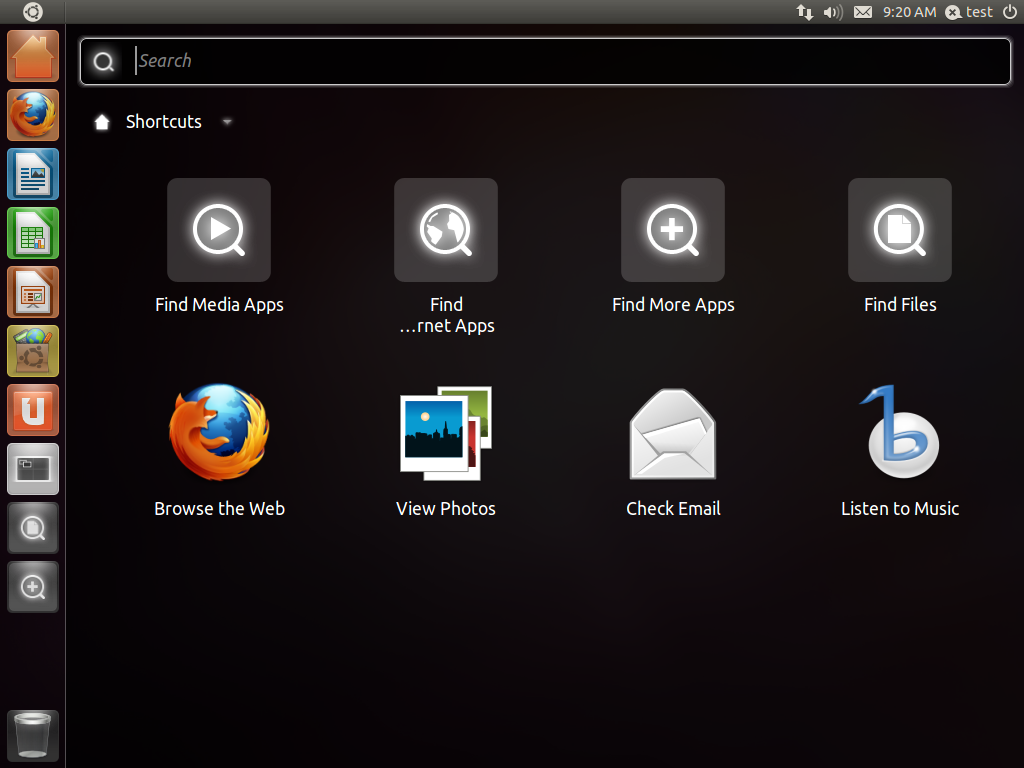 9:20 AM test
Search
Shortcuts
Find Media Apps
Find
…rnet Apps
Find More Apps
Find Files
Browse the Web
View Photos
Check Email
Listen to Music